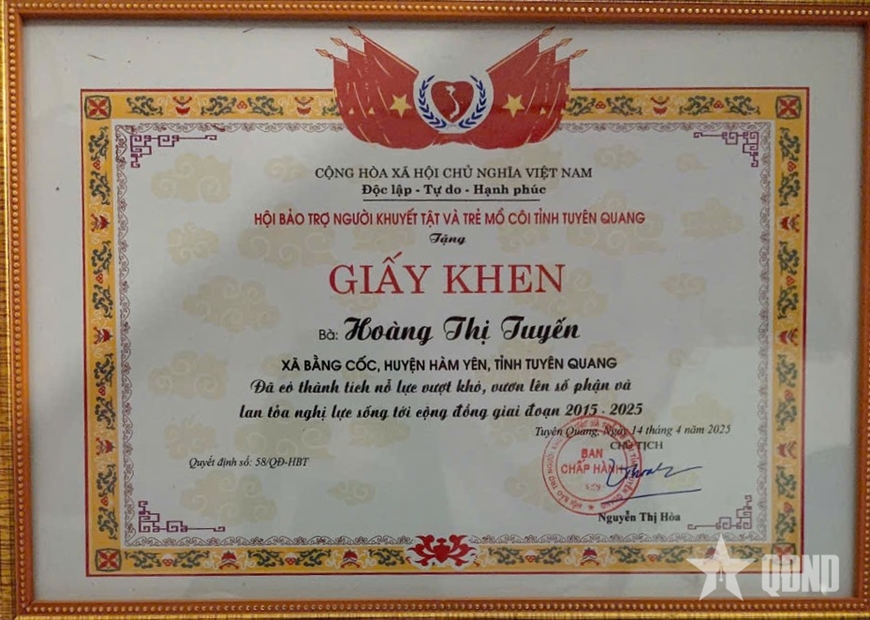 CỘNG HÒA XÃ HỘI CHỦ NGHĨA VIỆT NAM
Độc lập - Tự do - Hạnh phúc
HỘI BẢO TRỢ NGƯỜI KHUYẾT TẬT VÀ TRẺ MỒ CÔI TỈNH TUYÊN QUANG
Tặng
GIẤY KHEN
Bà: Hoàng Thị Tuyến
XÃ BẰNG CỐC, HUYỆN HÀM YÊN, TỈNH TUYÊN QUANG
Đã có thành tích nỗ lực vượt khó, vươn lên số phận và
lan tỏa nghị lực sống tới cộng đồng giai đoạn 2015 - 2025
Tuyên Quang, Ngày 14 tháng 4 năm 2025
CHỦ TỊCH
BAN
CHẤP HÀNH
Quyết định số: 58/QĐ-HBT
Nguyễn Thị Hòa
QĐND